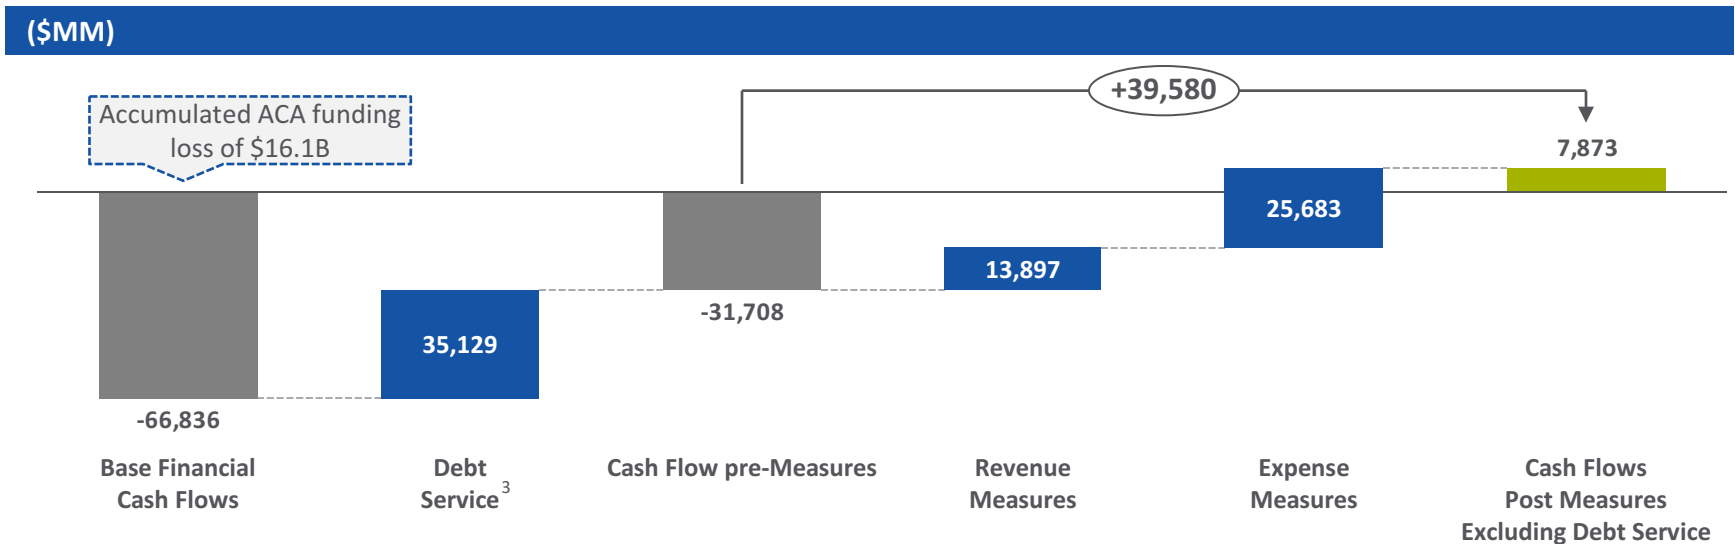 ($MM)
Accumulated ACA funding
loss of $16.1B
+39,580
7,873
25,683
13,897
-31,708
35,129
-66,836
Base Financial
Cash Flows
Debt
Service 3
Cash Flow pre-Measures
Revenue
Measures
Expense
Measures
Cash Flows
Post Measures
Excluding Debt Service